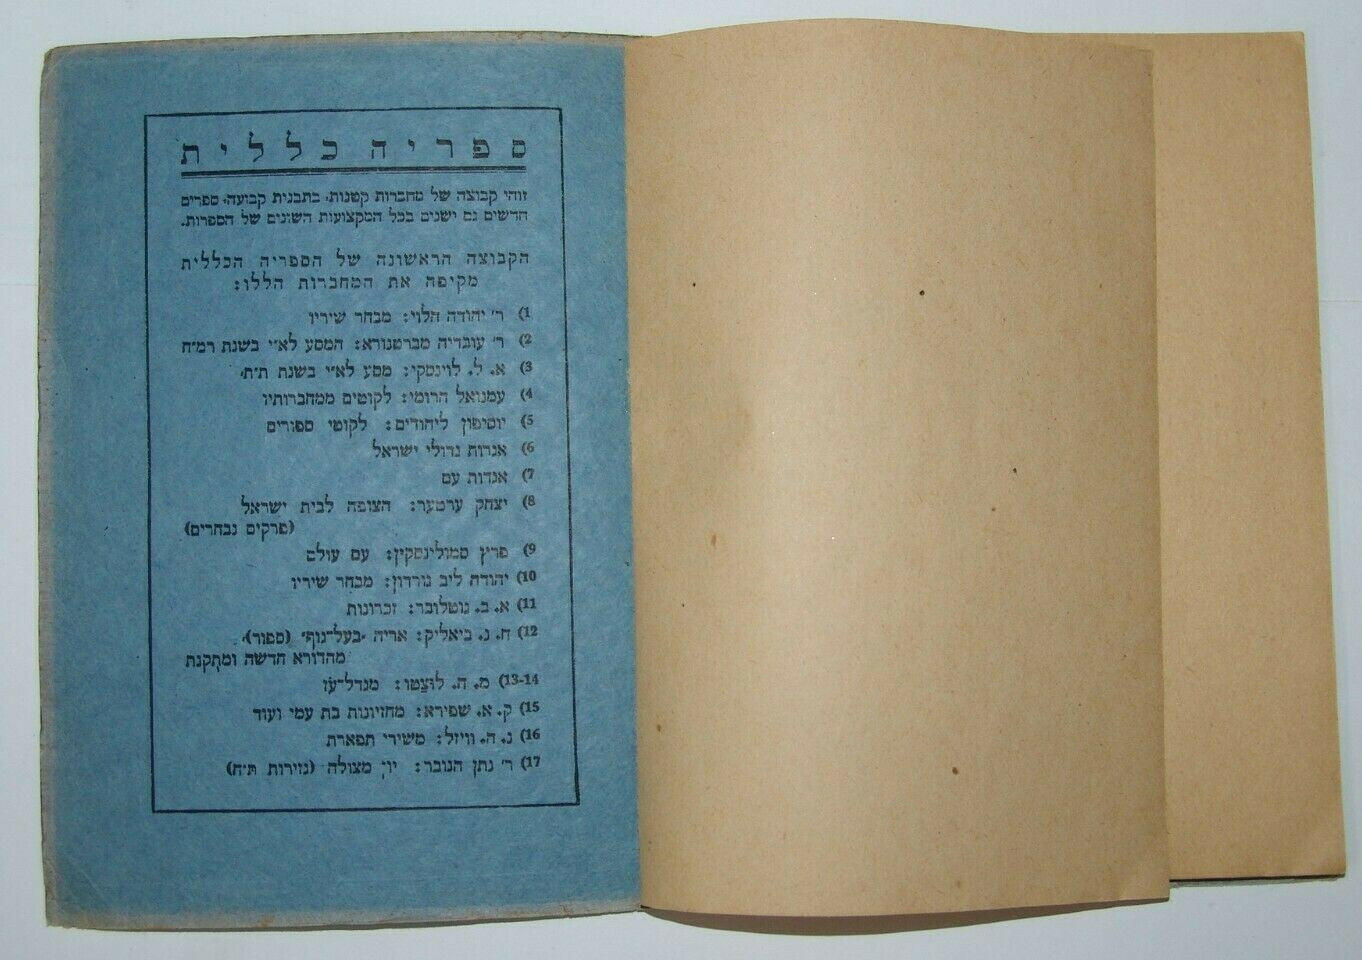 ספריה כללית
זוהי קבוצה של מחברות קטנות, בתבנית קבועה, ספרים
חדשים גם ישנים בכל המקצועות השונים של הספרות.
הקבוצה הראשונה של הספריה הכללית
מקיפה את המחברות הללו:
1) ר׳ יהודה הלוי: מבחר שיריו
2) ר׳ עובדיה מברטנורא: המסע לא״י בשנת רמ״ח
3) א. ל. לוינסקי: מסע לא״י בשנת ת״ת.
4) עמנואל הרומי: לקוטים ממחברותיו
5) יוסיפון ליהודים: לקוטי ספורים
6) אגרות גדולי ישראל
7) אגדות עם
8) יצחק ערטער: הצופה לבית ישראל
(פרקים נבחרים)
9) פרץ סמולינסקין: עם עולם
10) יהודה ליב גורדון: מבחר שיריו
11) א. ב. גוטלובר: זכרונות
12) ח. נ. ביאליק: אריה ״בעל־גוף״ (ספור),
מהדורא חדשה ומתקנת
13-14) מ. ח. לוצטו: מגדל־עז
15) ק. א. שפירא: מחזיונות בת עמי ועוד
16) נ. ה. וויזל: משירי תפארת
17) ר׳ נתן הנובר: יון מצולה (גזירות ת״ח)